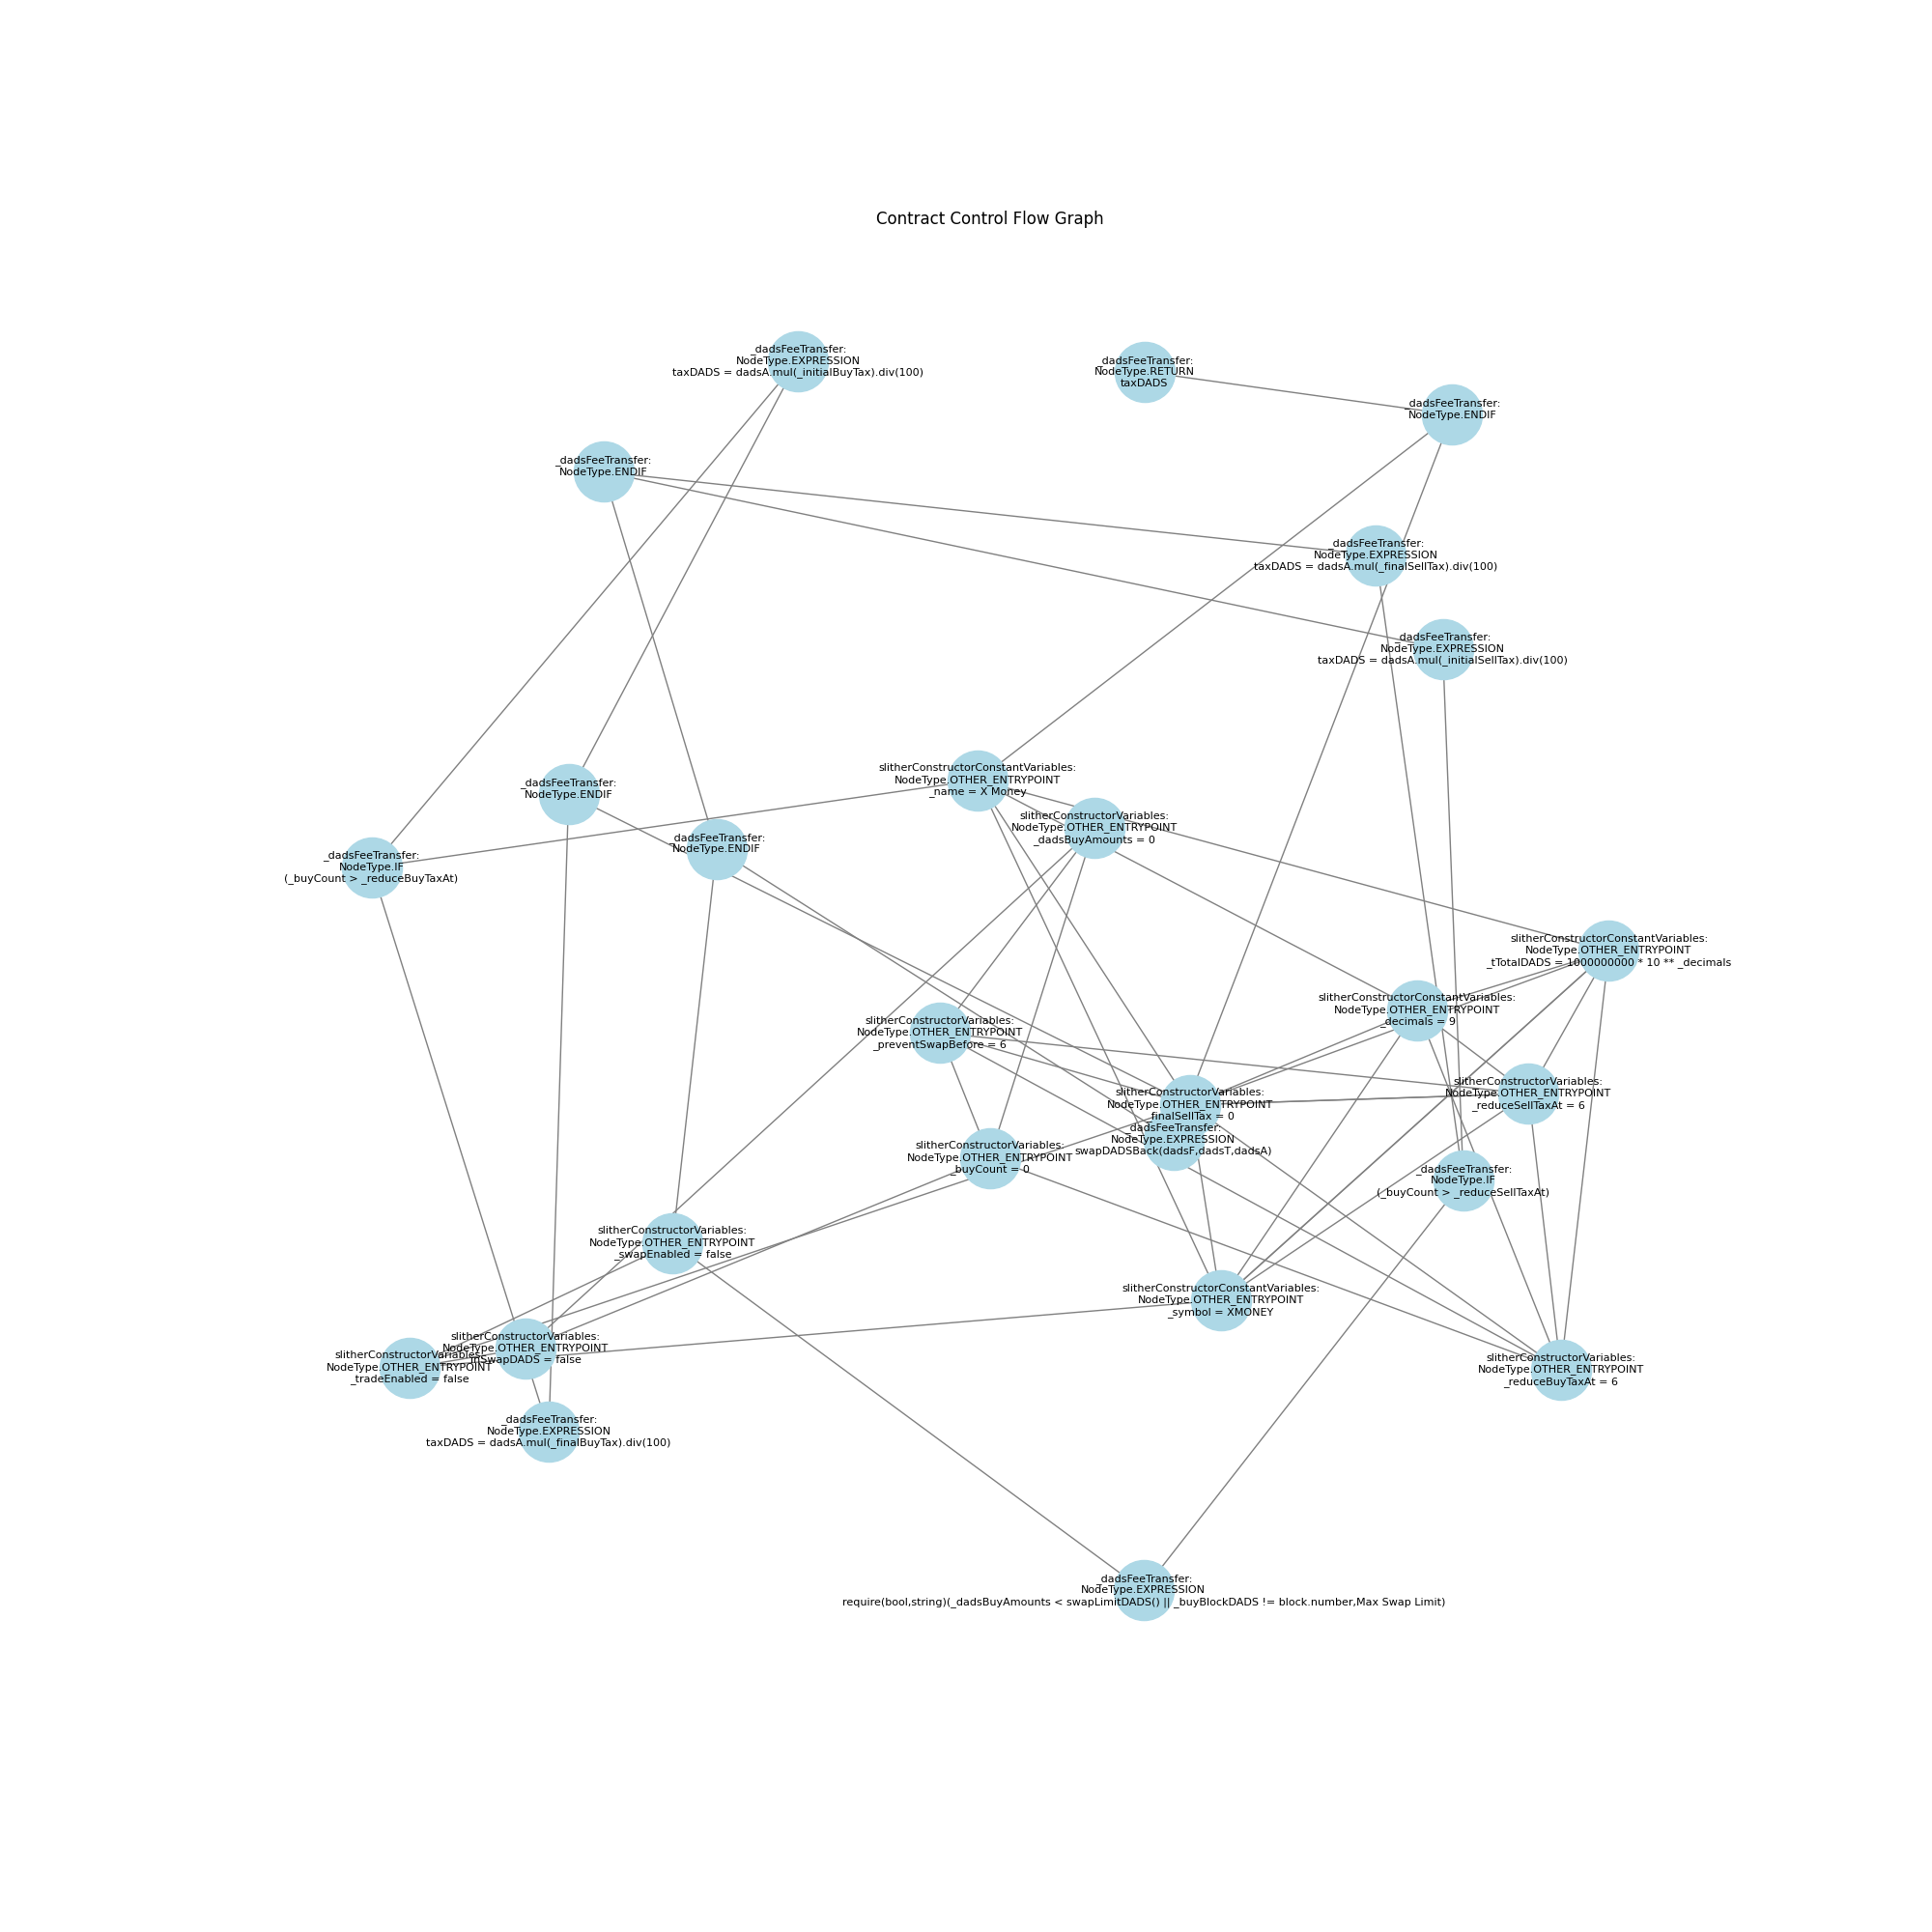 Contract Control Flow Graph
_dadsFeeTransfer:
NodeType.EXPRESSION
taxDADS = dadsA.mul(_initialBuyTax).div(100)
_dadsFeeTransfer:
NodeType.RETURN
taxDADS
_dadsFeeTransfer:
NodeType.ENDIF
_dadsFeeTransfer:
NodeType.ENDIF
_dadsFeeTransfer:
NodeType.EXPRESSION
taxDADS = dadsA.mul(_finalSellTax).div(100)
_dadsFeeTransfer:
NodeType.EXPRESSION
taxDADS = dadsA.mul(_initialSellTax).div(100)
slitherConstructorConstantVariables:
NodeType.OTHER_ENTRYPOINT
_name = X Money
_dadsFeeTransfer:
NodeType.ENDIF
slitherConstructorVariables:
NodeType.OTHER_ENTRYPOINT
_dadsBuyAmounts = 0
_dadsFeeTransfer:
NodeType.ENDIF
_dadsFeeTransfer:
NodeType.IF
(_buyCount > _reduceBuyTaxAt)
slitherConstructorConstantVariables:
NodeType.OTHER_ENTRYPOINT
_tTotalDADS = 1000000000 * 10 ** _decimals
slitherConstructorConstantVariables:
NodeType.OTHER_ENTRYPOINT
_decimals = 9
slitherConstructorVariables:
NodeType.OTHER_ENTRYPOINT
_preventSwapBefore = 6
slitherConstructorVariables:
NodeType.OTHER_ENTRYPOINT
_reduceSellTaxAt = 6
slitherConstructorVariables:
NodeType.OTHER_ENTRYPOINT
_finalSellTax = 0
_dadsFeeTransfer:
NodeType.EXPRESSION
swapDADSBack(dadsF,dadsT,dadsA)
slitherConstructorVariables:
NodeType.OTHER_ENTRYPOINT
_buyCount = 0
_dadsFeeTransfer:
NodeType.IF
(_buyCount > _reduceSellTaxAt)
slitherConstructorVariables:
NodeType.OTHER_ENTRYPOINT
_swapEnabled = false
slitherConstructorConstantVariables:
NodeType.OTHER_ENTRYPOINT
_symbol = XMONEY
slitherConstructorVariables:
NodeType.OTHER_ENTRYPOINT
inSwapDADS = false
slitherConstructorVariables:
NodeType.OTHER_ENTRYPOINT
_tradeEnabled = false
slitherConstructorVariables:
NodeType.OTHER_ENTRYPOINT
_reduceBuyTaxAt = 6
_dadsFeeTransfer:
NodeType.EXPRESSION
taxDADS = dadsA.mul(_finalBuyTax).div(100)
_dadsFeeTransfer:
NodeType.EXPRESSION
require(bool,string)(_dadsBuyAmounts < swapLimitDADS() || _buyBlockDADS != block.number,Max Swap Limit)